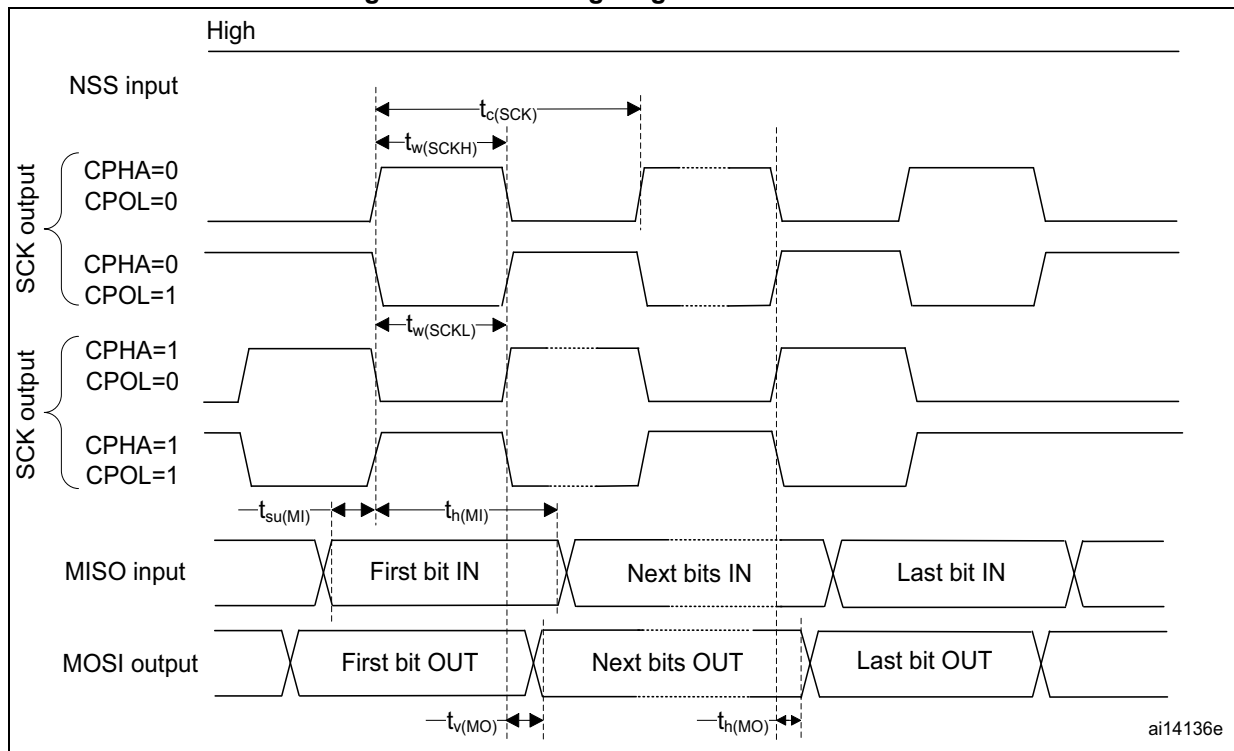 High
NSS input
tc(SCK)
tw(SCKH)
SCK output
CPHA=0
CPOL=0
CPHA=0
CPOL=1
tw(SCKL)
SCK output
CPHA=1
CPOL=0
CPHA=1
CPOL=1
tsu(MI)
th(MI)
MISO input
First bit IN
Next bits IN
Last bit IN
MOSI output
First bit OUT
Next bits OUT
Last bit OUT
tv(MO)
th(MO)
ai14136e